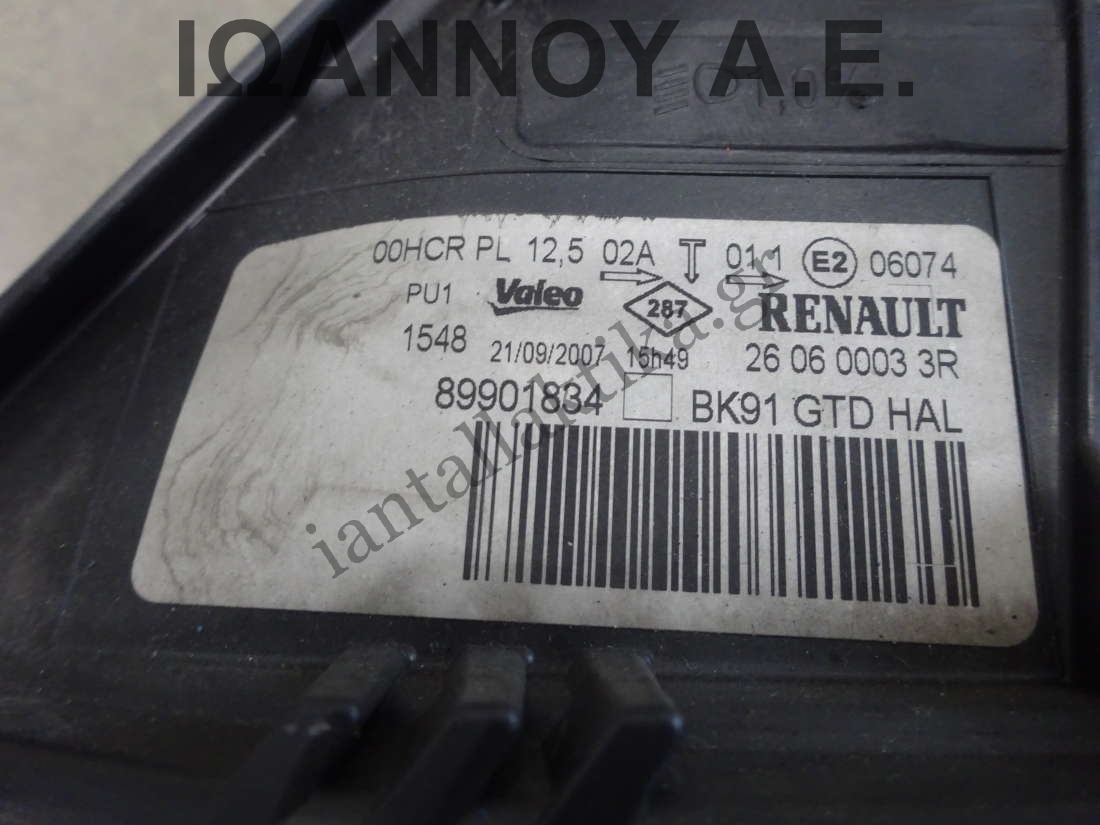 ΙΩΑΝΝΟΥ Α.Ε.
00HCR PL 12,5 02A T 01 1 E2 06074
PU1 Valeo 287 RENAULT
1548 21/09/2007 15h49 26 06 0003 3R
89901834 BK91 GTD HAL
iantallaktika.gr